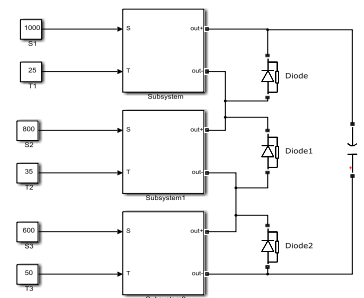 1000
S1
S
out+
25
T1
T
out-
Subsystem
Diode
800
S2
S
out+
35
T2
T
out-
Subsystem1
Diode1
600
S3
S
out+
50
T3
T
out-
Diode2
+